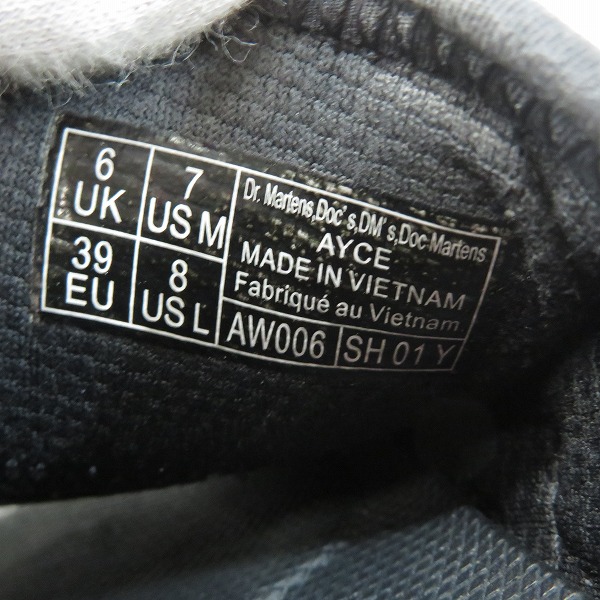 6
UK
7
US M
39
EU
8
US L
Dr. Martens,Doc's,DM's,Doc-Martens
AYCE
MADE IN VIETNAM
Fabriqué au Vietnam.
AW006
SH 01 Y